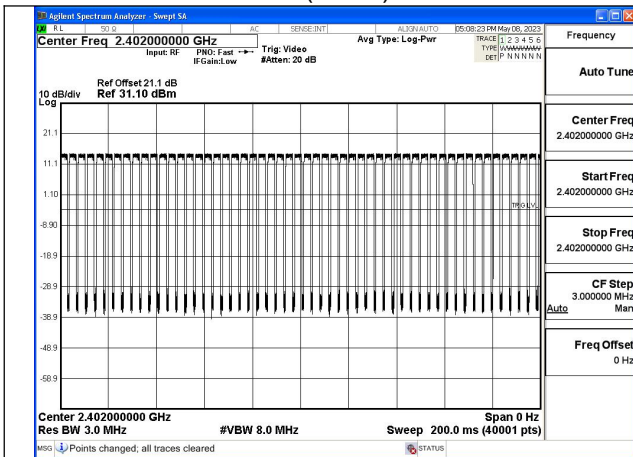 Agilent Spectrum Analyzer - Swept SA
RL 50 Ω AC SENSE:INT ALIGN AUTO 05:08:23 PM May 08, 2023
Center Freq 2.402000000 GHz
Input: RF PNO: Fast Trig: Video Avg Type: Log-Pwr TRACE 1 2 3 4 5 6
IFGain:Low #Atten: 20 dB TYPE
DET P N N N N N
Ref Offset 21.1 dB
10 dB/div Ref 31.10 dBm
Log
21.1
11.1
1.10
TRIG LVL
-8.90
-18.9
-28.9
-38.9
-48.9
-58.9
Center 2.402000000 GHz Span 0 Hz
Res BW 3.0 MHz #VBW 8.0 MHz Sweep 200.0 ms (40001 pts)
MSG Points changed; all traces cleared STATUS
Frequency
Auto Tune
Center Freq
2.402000000 GHz
Start Freq
2.402000000 GHz
Stop Freq
2.402000000 GHz
CF Step
3.000000 MHz
Auto Man
Freq Offset
0 Hz